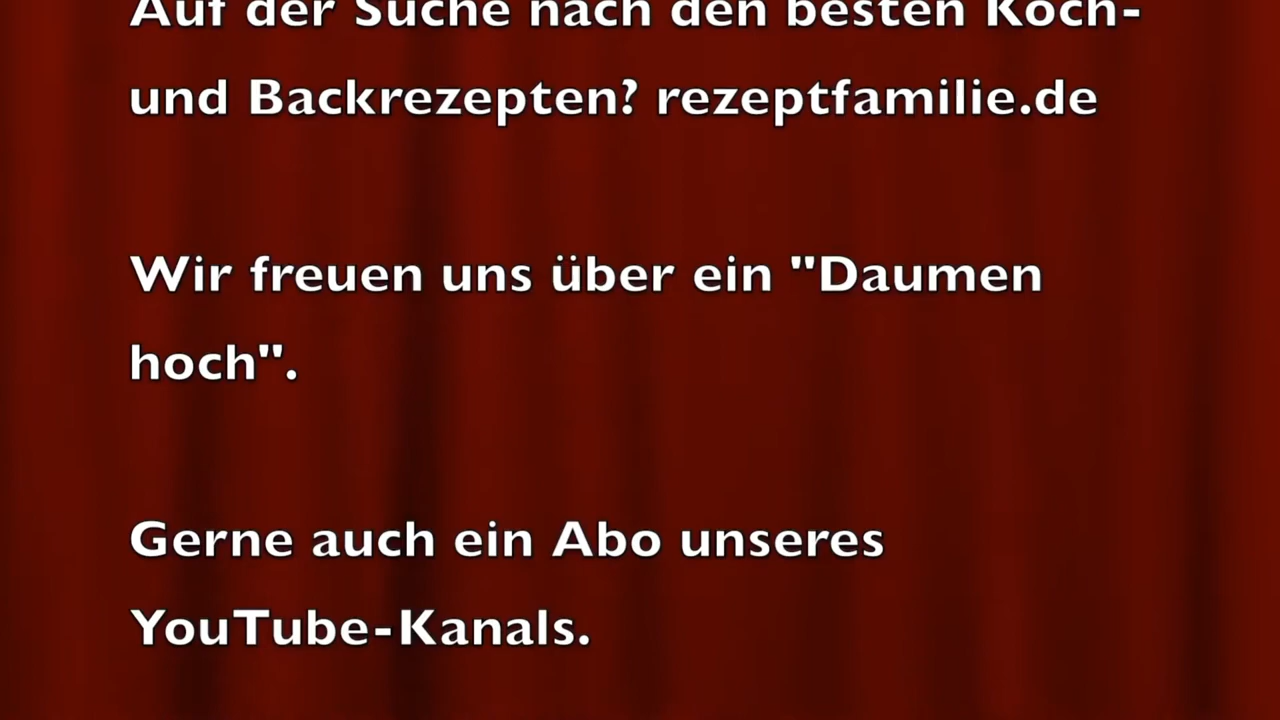 Auf der Suche nach den besten Koch-
und Backrezepten? rezeptfamilie.de
Wir freuen uns über ein "Daumen
hoch".
Gerne auch ein Abo unseres
YouTube-Kanals.